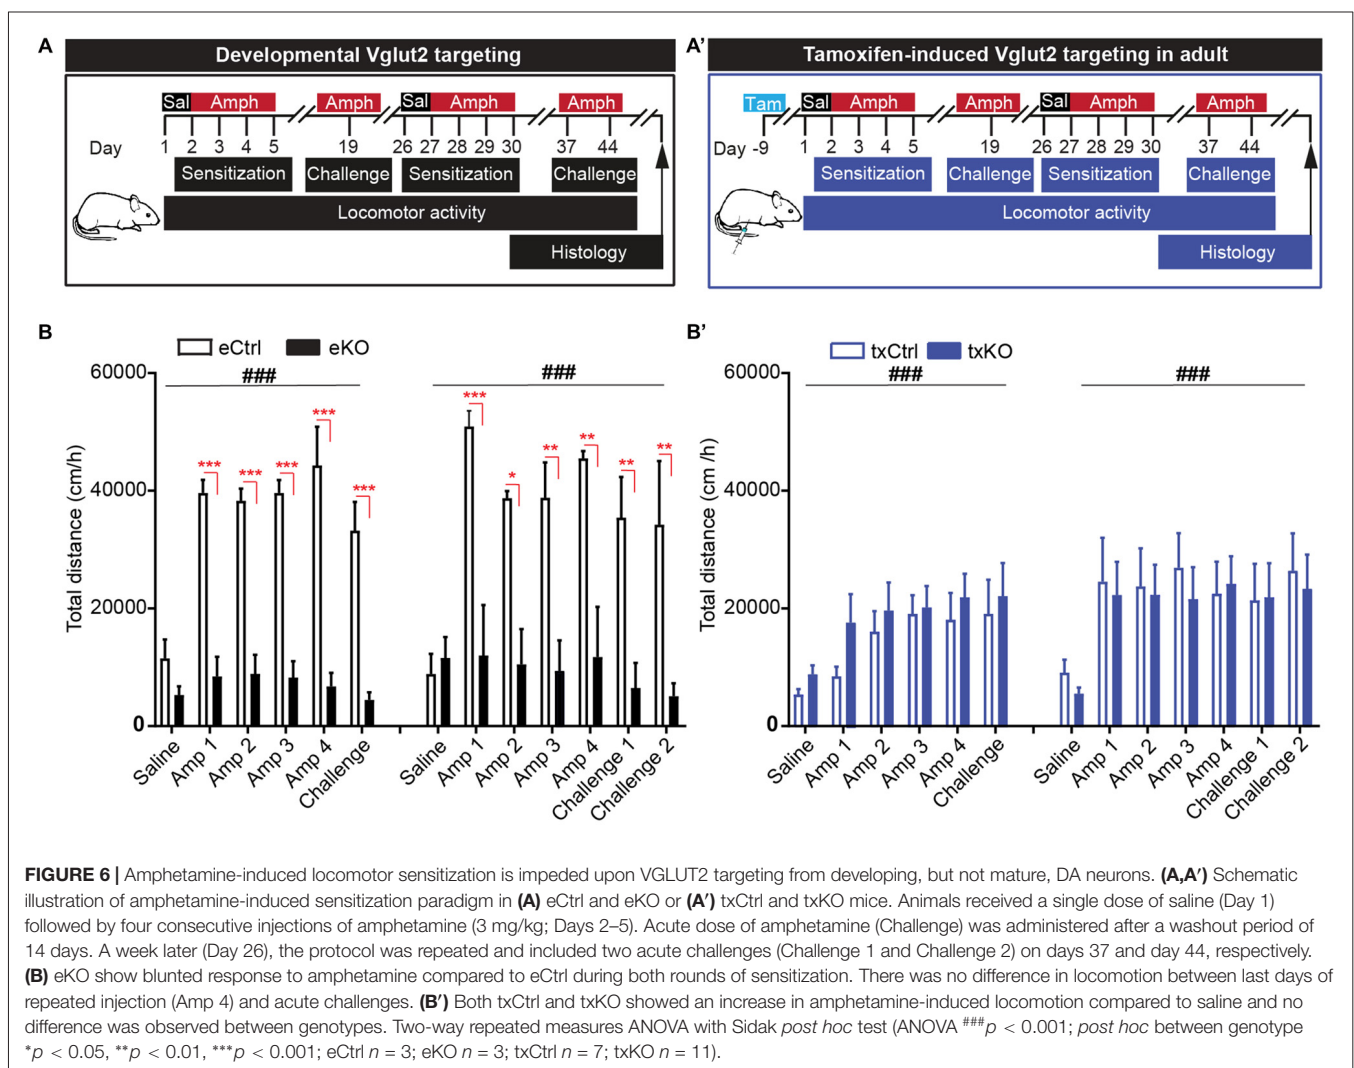 A
Developmental Vglut2 targeting
Sal Amph Amph Sal Amph Amph
Day 1 2 3 4 5 19 26 27 28 29 30 37 44
Sensitization Challenge Sensitization Challenge
Locomotor activity
Histology
A′
Tamoxifen-induced Vglut2 targeting in adult
Tam Sal Amph Amph Sal Amph Amph
Day -9 1 2 3 4 5 19 26 27 28 29 30 37 44
Sensitization Challenge Sensitization Challenge
Locomotor activity
Histology
B
eCtrl eKO
Total distance (cm/h)
60000
40000
20000
0
### ###
*** *** *** *** *** *** * ** ** ** **
Saline Amp 1 Amp 2 Amp 3 Amp 4 Challenge Saline Amp 1 Amp 2 Amp 3 Amp 4 Challenge 1 Challenge 2
B′
txCtrl txKO
Total distance (cm /h)
60000
40000
20000
0
### ###
Saline Amp 1 Amp 2 Amp 3 Amp 4 Challenge Saline Amp 1 Amp 2 Amp 3 Amp 4 Challenge 1 Challenge 2
FIGURE 6 | Amphetamine-induced locomotor sensitization is impeded upon VGLUT2 targeting from developing, but not mature, DA neurons. (A,A′) Schematic
illustration of amphetamine-induced sensitization paradigm in (A) eCtrl and eKO or (A′) txCtrl and txKO mice. Animals received a single dose of saline (Day 1)
followed by four consecutive injections of amphetamine (3 mg/kg; Days 2–5). Acute dose of amphetamine (Challenge) was administered after a washout period of
14 days. A week later (Day 26), the protocol was repeated and included two acute challenges (Challenge 1 and Challenge 2) on days 37 and day 44, respectively.
(B) eKO show blunted response to amphetamine compared to eCtrl during both rounds of sensitization. There was no difference in locomotion between last days of
repeated injection (Amp 4) and acute challenges. (B′) Both txCtrl and txKO showed an increase in amphetamine-induced locomotion compared to saline and no
difference was observed between genotypes. Two-way repeated measures ANOVA with Sidak post hoc test (ANOVA ###p < 0.001; post hoc between genotype
*p < 0.05, **p < 0.01, ***p < 0.001; eCtrl n = 3; eKO n = 3; txCtrl n = 7; txKO n = 11).